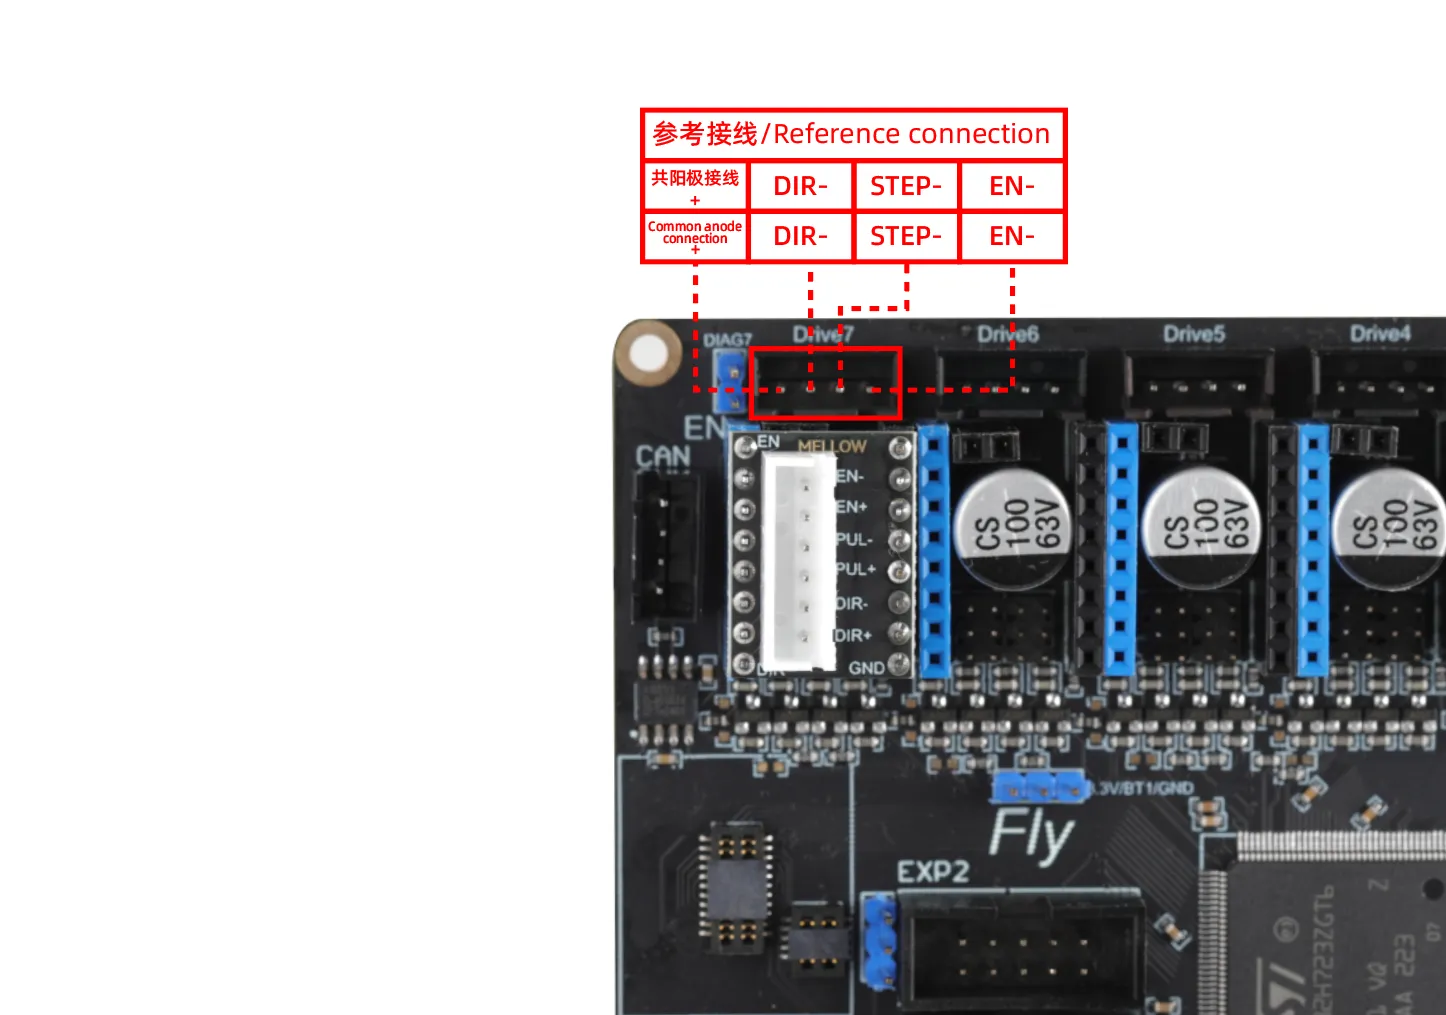 参考接线/Reference connection
共阳极接线
+
DIR-
STEP-
EN-
Common anode
connection
+
DIR-
STEP-
EN-
DIAG7
Drive7
Drive6
Drive5
Drive4
EN
CAN
EN
MELLOW
EN-
EN+
PUL-
PUL+
DIR-
DIR+
DIR
GND
CS
100
63V
CS
100
63V
CS
100
63V
3.3V/BT1/GND
Fly
EXP2